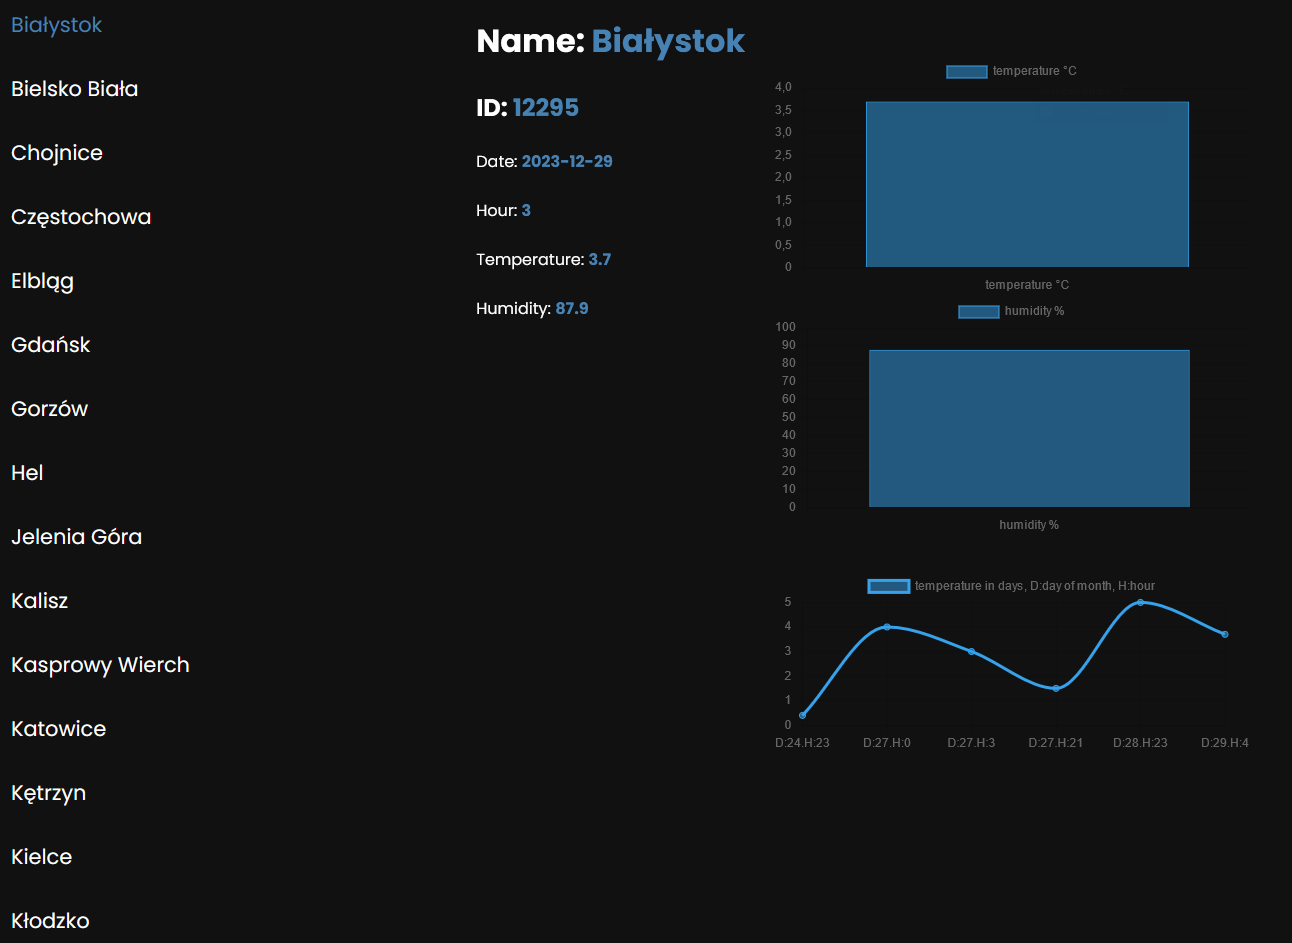 Białystok
Bielsko Biała
Chojnice
Częstochowa
Elbląg
Gdańsk
Gorzów
Hel
Jelenia Góra
Kalisz
Kasprowy Wierch
Katowice
Kętrzyn
Kielce
Kłodzko
Name: Białystok
ID: 12295
Date: 2023-12-29
Hour: 3
Temperature: 3.7
Humidity: 87.9
temperature °C
4,0
3,5
3,0
2,5
2,0
1,5
1,0
0,5
0
temperature °C
humidity %
100
90
80
70
60
50
40
30
20
10
0
humidity %
temperature in days, D:day of month, H:hour
5
4
3
2
1
0
D:24.H:23 D:27.H:0 D:27.H:3 D:27.H:21 D:28.H:23 D:29.H:4